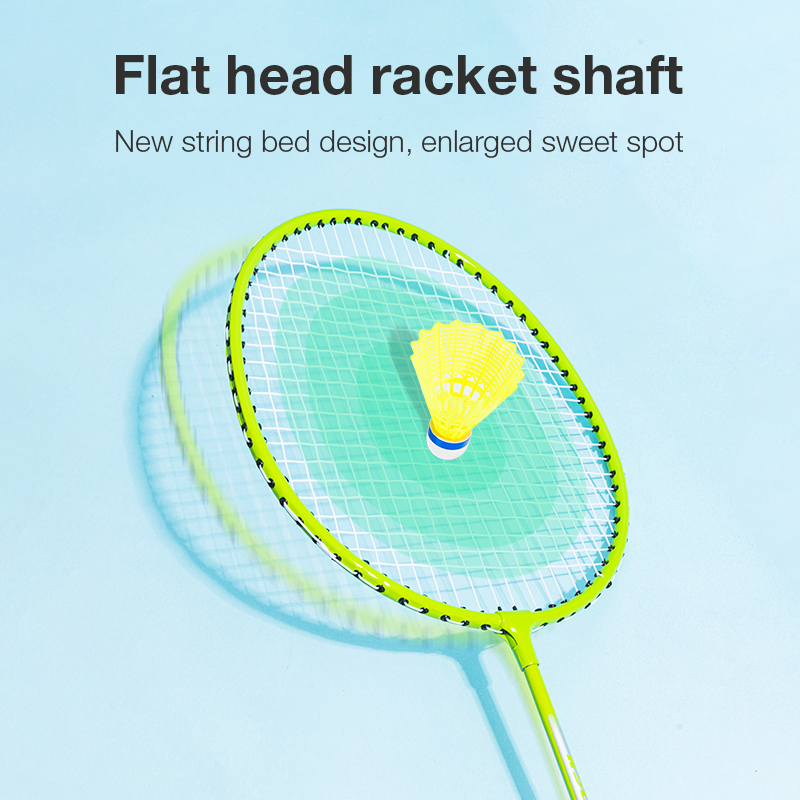 Flat head racket shaft
New string bed design, enlarged sweet spot